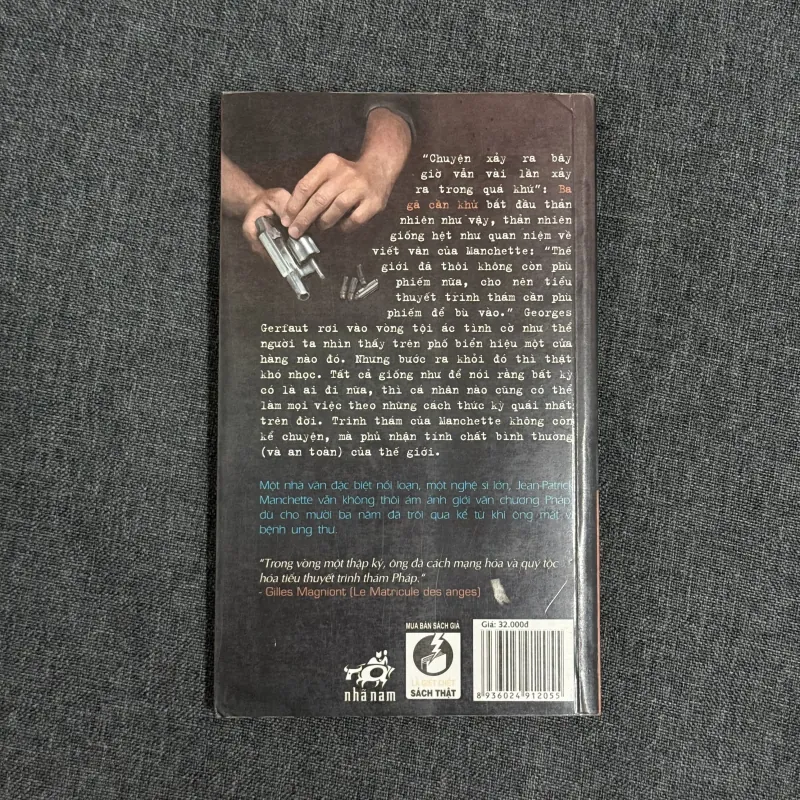 "Chuyện xảy ra bây
giờ vẫn vài lần xảy
ra trong quá khứ": Ba
gã cần khử bắt đầu thản
nhiên như vậy, thản nhiên
giống hệt như quan niệm về
viết văn của Manchette: "Thế
giới đã thôi không còn phù
phiếm nữa, cho nên tiểu
thuyết trinh thám cần phù
phiếm để bù vào." Georges
Gerfaut rơi vào vòng tội ác tình cờ như thể
người ta nhìn thấy trên phố biển hiệu một cửa
hàng nào đó. Nhưng bước ra khỏi đó thì thật
khó nhọc. Tất cả giống như để nói rằng bất kỳ
có là ai đi nữa, thì cá nhân nào cũng có thể
làm mọi việc theo những cách thức kỳ quái nhất
trên đời. Trinh thám của Manchette không còn
kể chuyện, mà phủ nhận tính chất bình thường
(và an toàn) của thế giới.
Một nhà văn đặc biệt nổi loạn, một nghệ sĩ lớn, Jean-Patrick
Manchette vẫn không thôi ám ảnh giới văn chương Pháp,
dù cho mười ba năm đã trôi qua kể từ khi ông mất vì
bệnh ung thư.
"Trong vòng một thập kỷ, ông đã cách mạng hóa và quý tộc
hóa tiểu thuyết trinh thám Pháp."
- Gilles Magniont (Le Matricule des anges)
nhã nam
MUA BÁN SÁCH GIẢ
LÀ GIẾT CHẾT
SÁCH THẬT
Giá: 32.000đ
8 936024 912055